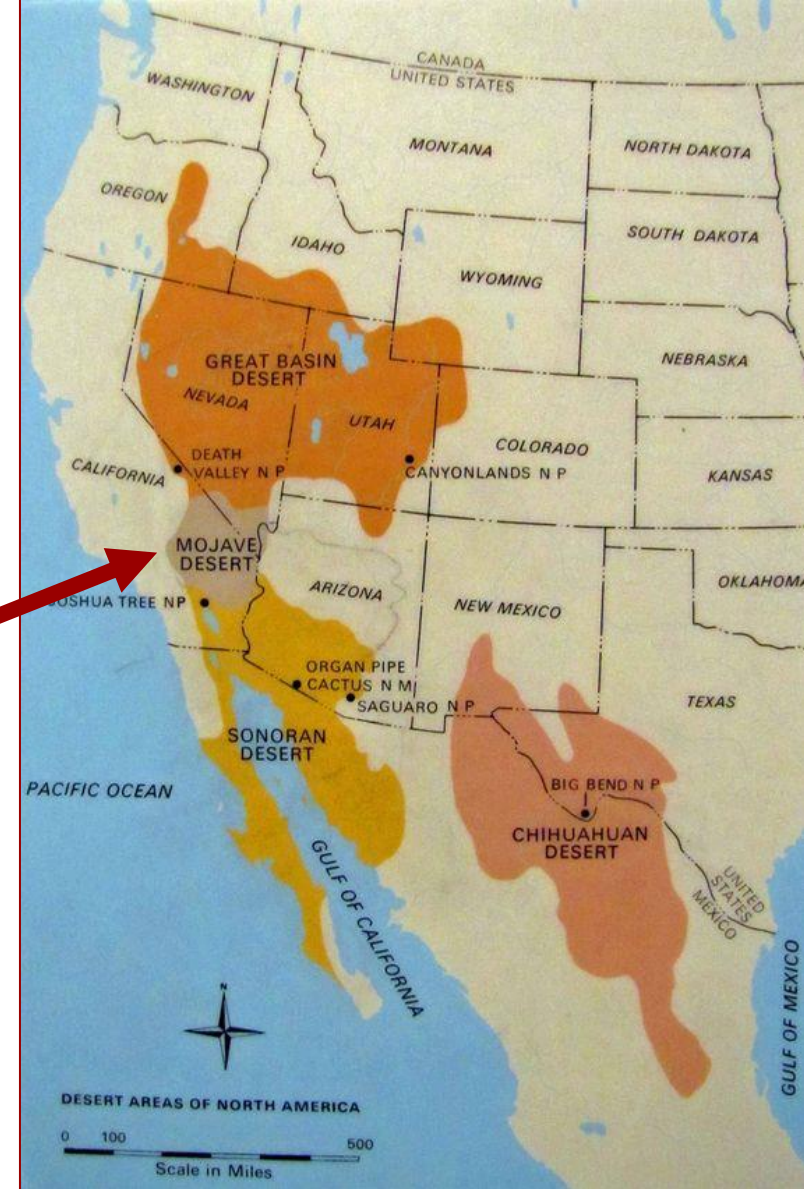 CANADA
UNITED STATES
WASHINGTON
MONTANA
NORTH DAKOTA
OREGON
IDAHO
SOUTH DAKOTA
WYOMING
NEBRASKA
GREAT BASIN
DESERT
NEVADA
UTAH
COLORADO
DEATH
VALLEY N P
CALIFORNIA
CANYONLANDS N P
KANSAS
MOJAVE
DESERT
ARIZONA
OKLAHOMA
JOSHUA TREE NP
NEW MEXICO
ORGAN PIPE
CACTUS N M
SAGUARO N P
TEXAS
SONORAN
DESERT
PACIFIC OCEAN
BIG BEND N P
CHIHUAHUAN
DESERT
GULF OF CALIFORNIA
UNITED
STATES
MEXICO
GULF OF MEXICO
N
DESERT AREAS OF NORTH AMERICA
0 100 500
Scale in Miles